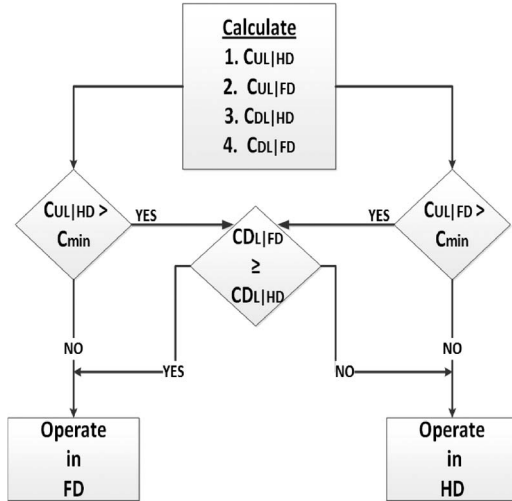 Calculate
1. CUL|HD
2. CUL|FD
3. CDL|HD
4. CDL|FD
CUL|HD >
Cmin
YES
CDL|FD
≥
CDL|HD
YES
CUL|FD >
Cmin
NO
YES
NO
NO
Operate
in
FD
Operate
in
HD